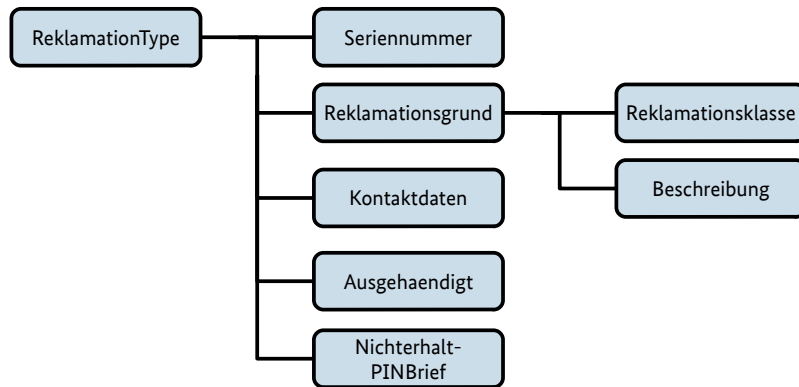 ReklamationType
Seriennummer
Reklamationsgrund
Reklamationsklasse
Beschreibung
Kontaktdaten
Ausgehaendigt
Nichterhalt-
PINBrief